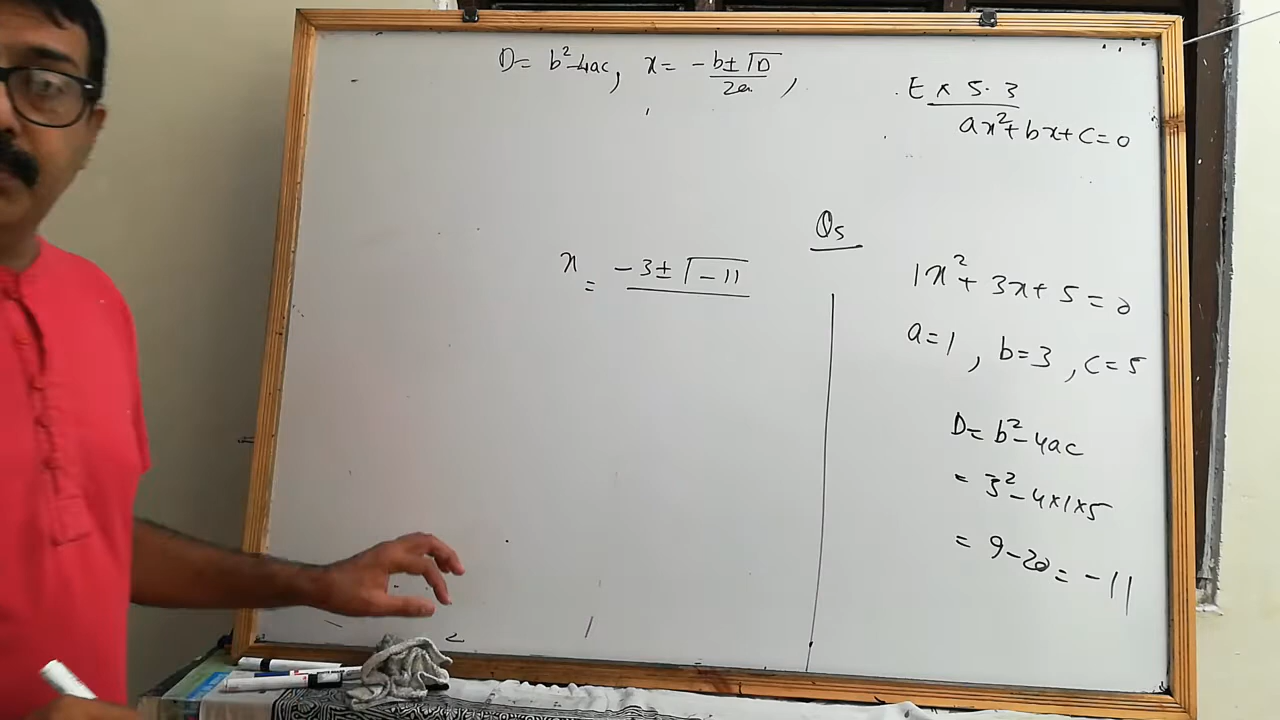 D= b²-4ac, x= -b±√D/2a,
Ex 5.3
ax²+bx+c=0
Qs
x = -3±√-11
1x²+3x+5=0
a=1, b=3, c=5
D= b²-4ac
= 3²-4×1×5
= 9-20= -11